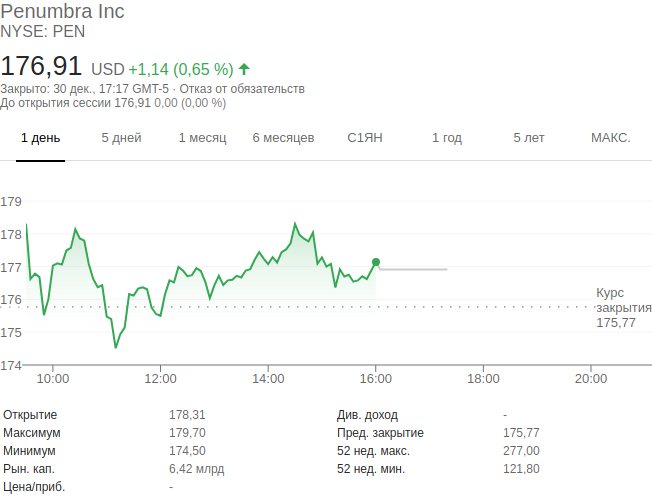 Penumbra Inc
NYSE: PEN
176,91 USD +1,14 (0,65 %)
Закрыто: 30 дек., 17:17 GMT-5 · Отказ от обязательств
До открытия сессии 176,91 0,00 (0,00 %)
1 день 5 дней 1 месяц 6 месяцев С1ЯН 1 год 5 лет МАКС.
179
178
177
176
175
174
Курс
закрытия
175,77
10:00 12:00 14:00 16:00 18:00 20:00
Открытие 178,31 Див. доход -
Максимум 179,70 Пред. закрытие 175,77
Минимум 174,50 52 нед. макс. 277,00
Рын. кап. 6,42 млрд 52 нед. мин. 121,80
Цена/приб. -